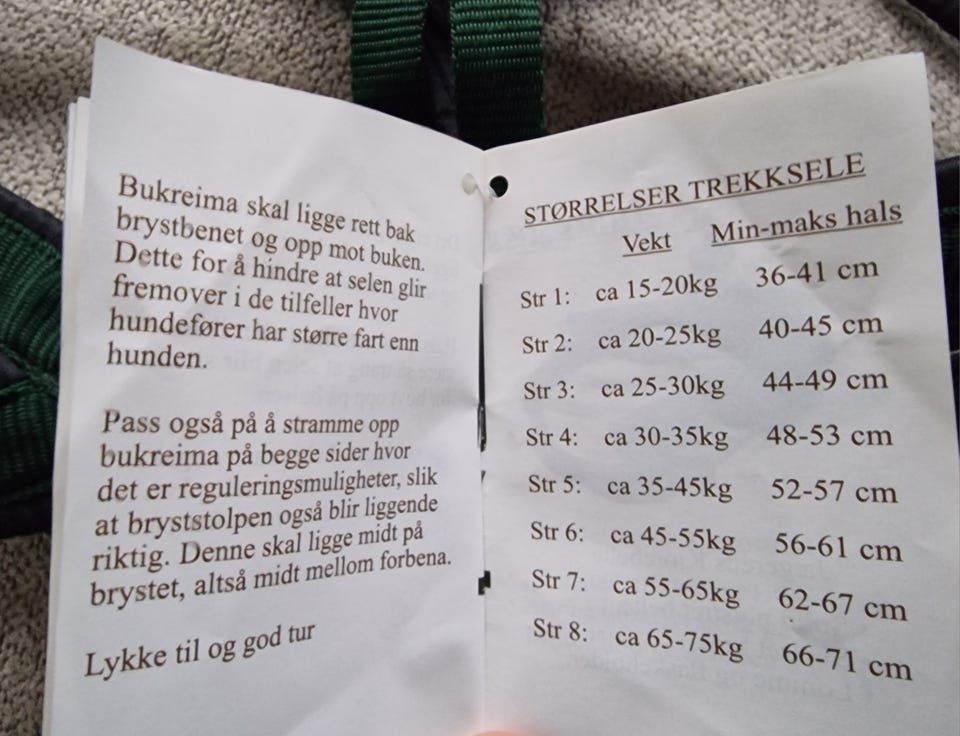 Bukreima skal ligge rett bak
brystbenet og opp mot buken.
Dette for å hindre at selen glir
fremover i de tilfeller hvor
hundefører har større fart enn
hunden.
Pass også på å stramme opp
bukreima på begge sider hvor
det er reguleringsmuligheter, slik
at bryststolpen også blir liggende
riktig. Denne skal ligge midt på
brystet, altså midt mellom forbena.
Lykke til og god tur
STØRRELSER TREKKSELE
Vekt Min-maks hals
Str 1: ca 15-20kg 36-41 cm
Str 2: ca 20-25kg 40-45 cm
Str 3: ca 25-30kg 44-49 cm
Str 4: ca 30-35kg 48-53 cm
Str 5: ca 35-45kg 52-57 cm
Str 6: ca 45-55kg 56-61 cm
Str 7: ca 55-65kg 62-67 cm
Str 8: ca 65-75kg 66-71 cm